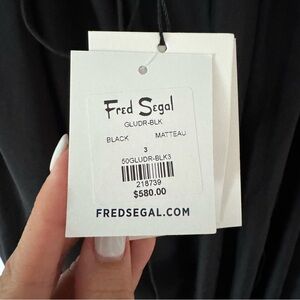 Fred Segal
GLUDR-BLK
BLACK MATTEAU
3
50GLUDR-BLK3
218739
$580.00
FREDSEGAL.COM